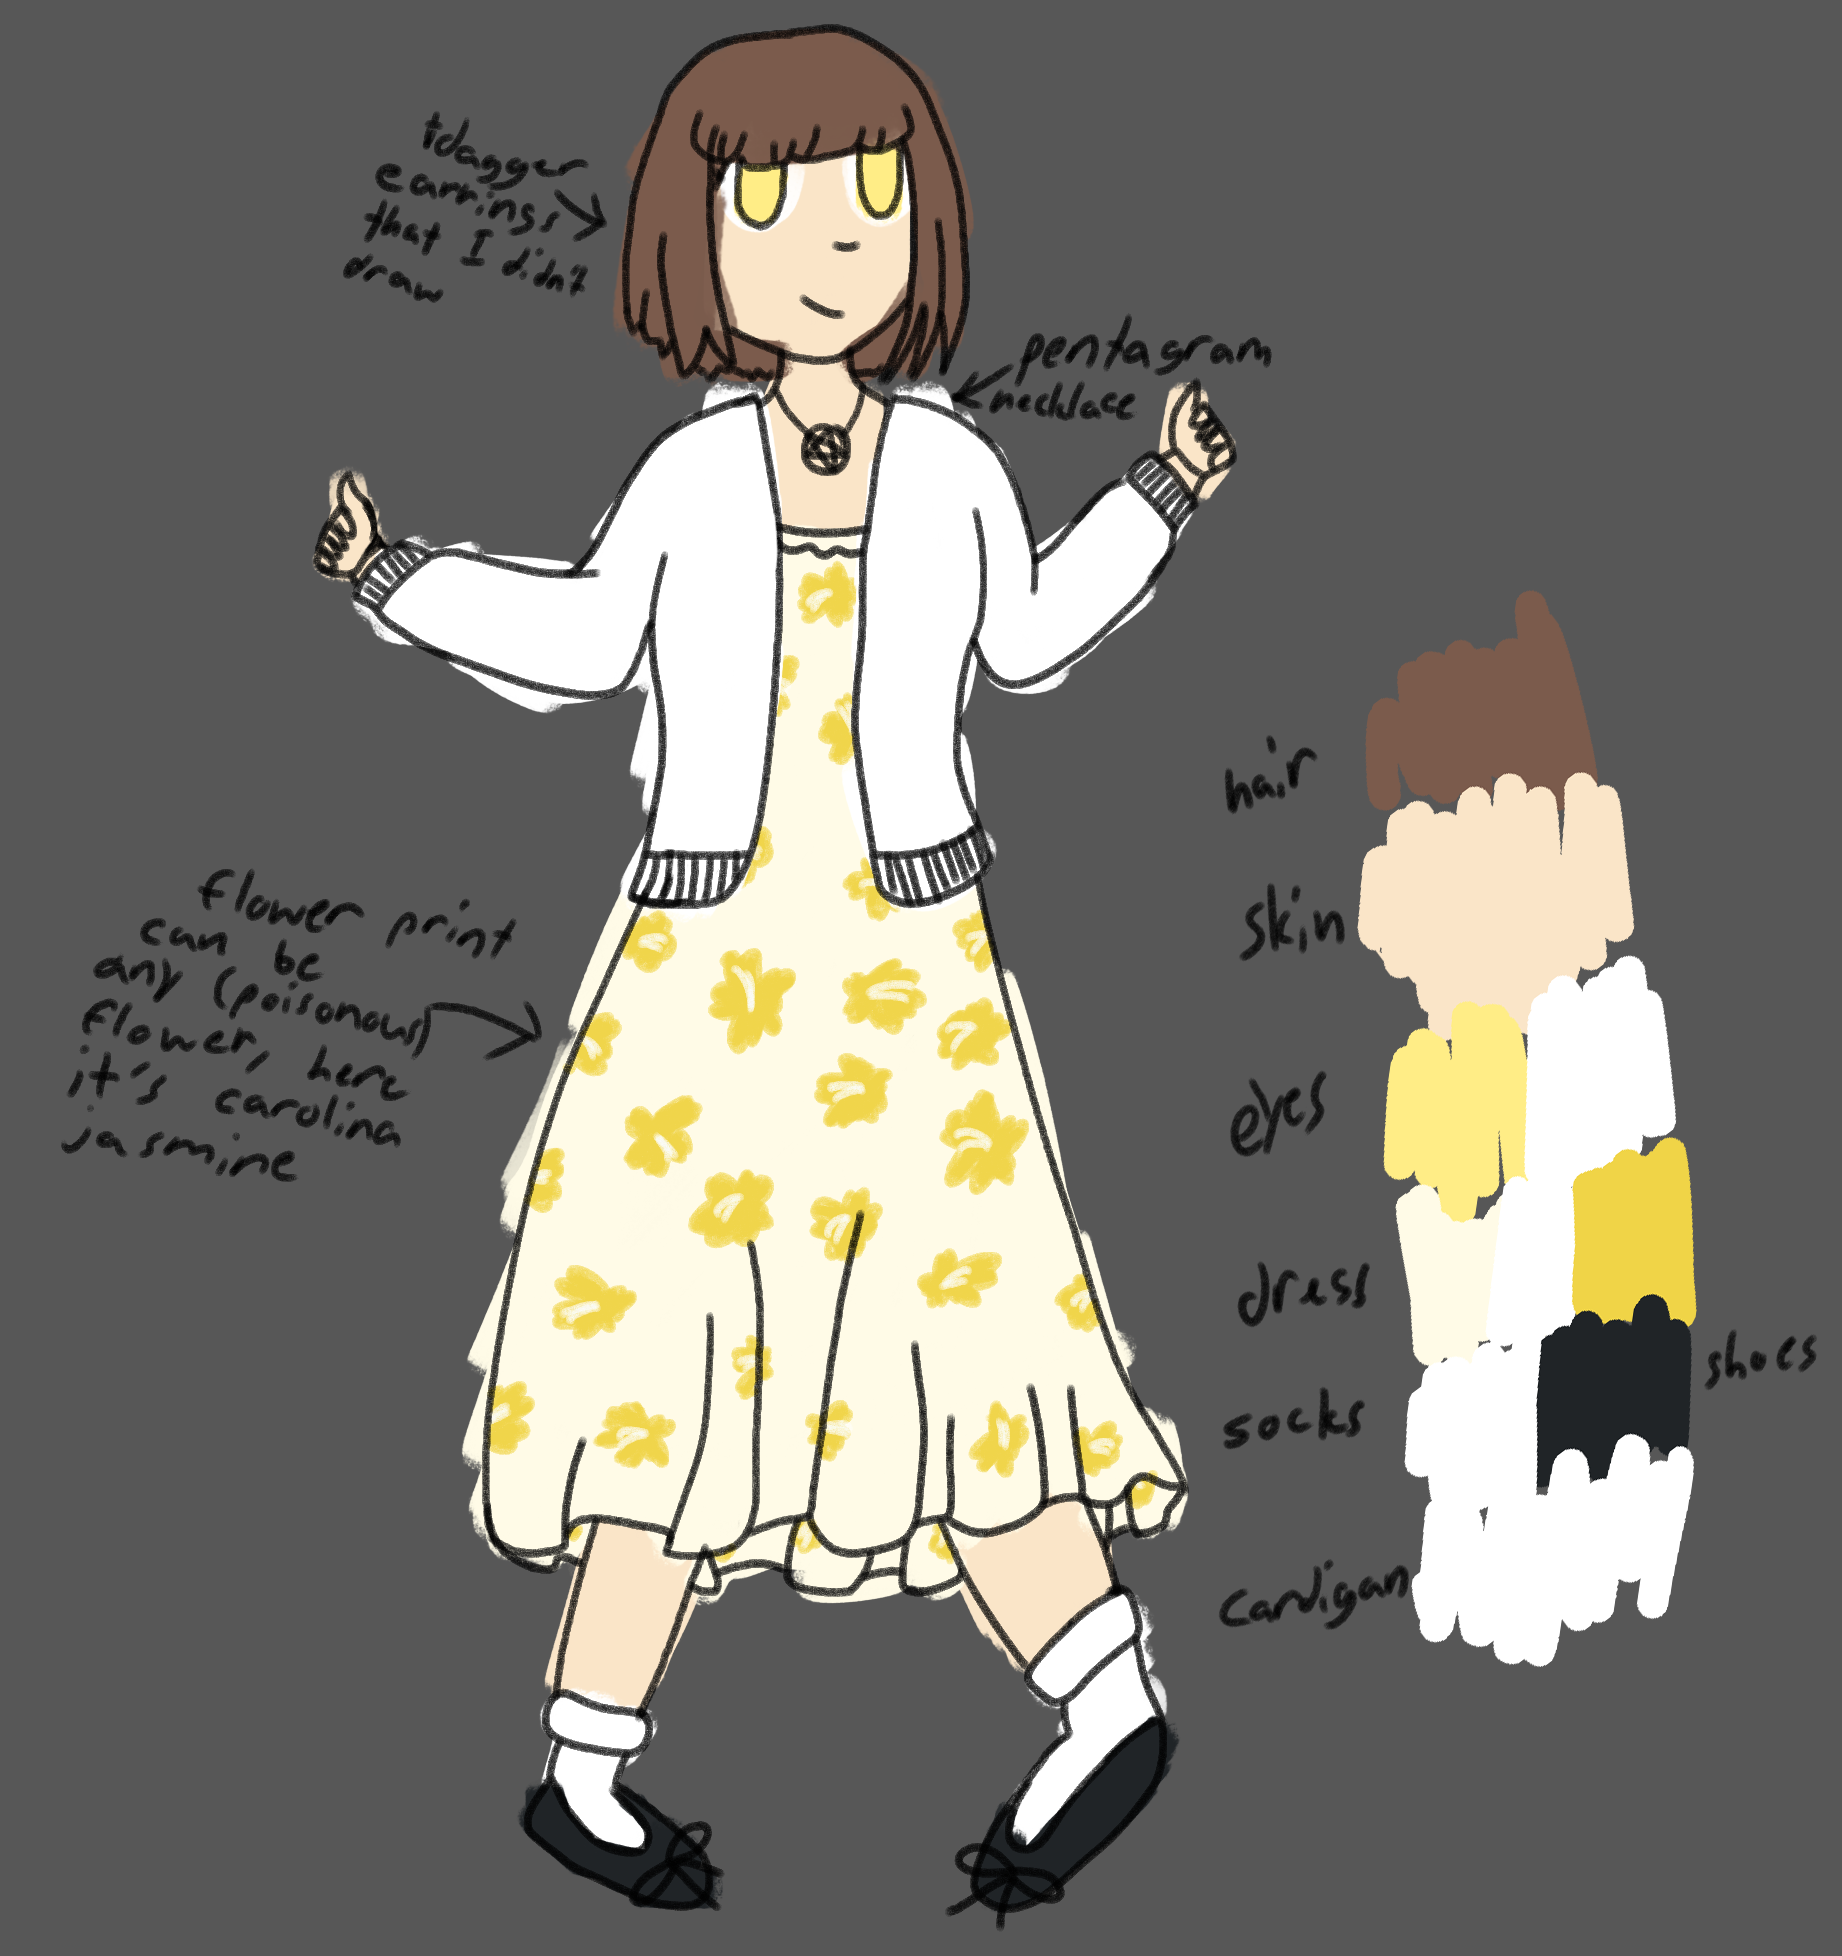 †dagger
earrings
that I didn't
draw
pentagram
necklace
flower print
can be
any (poisonous)
flower, here
it's carolina
jasmine
hair
skin
eyes
dress
shoes
socks
cardigan